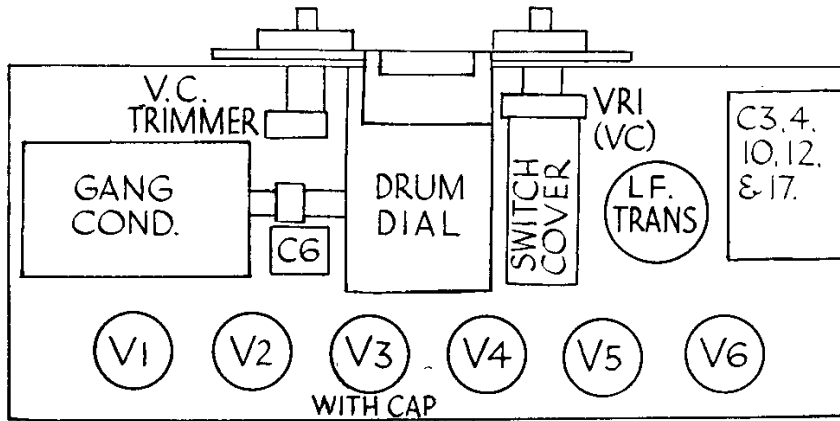 V.C.
TRIMMER
VR1
(VC)
C3, 4.
10, 12.
& 17.
GANG
COND.
DRUM
DIAL
SWITCH
COVER
L.F.
TRANS
C6
V1
V2
V3
V4
V5
V6
WITH CAP